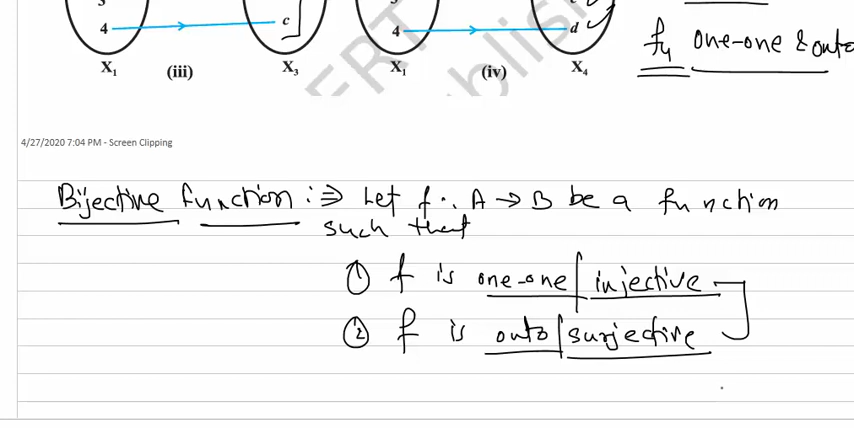 4 c 4 d
X1 (iii) X3 X1 (iv) X4
f4 one-one & onto
4/27/2020 7:04 PM - Screen Clipping
Bijective function :⇒ Let f : A → B be a function
such that
① f is one-one / injective
② f is onto / surjective